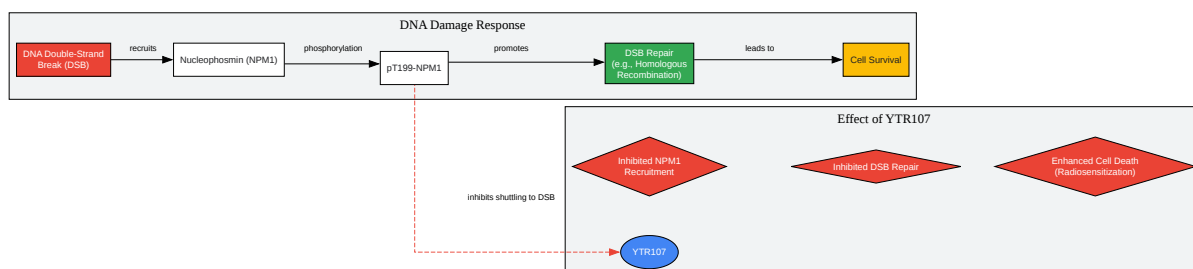 DNA Damage Response
DNA Double-Strand
Break (DSB)
recruits
Nucleophosmin (NPM1)
phosphorylation
pT199-NPM1
promotes
DSB Repair
(e.g., Homologous
Recombination)
leads to
Cell Survival
Effect of YTR107
Inhibited NPM1
Recruitment
Inhibited DSB Repair
Enhanced Cell Death
(Radiosensitization)
inhibits shuttling to DSB
YTR107